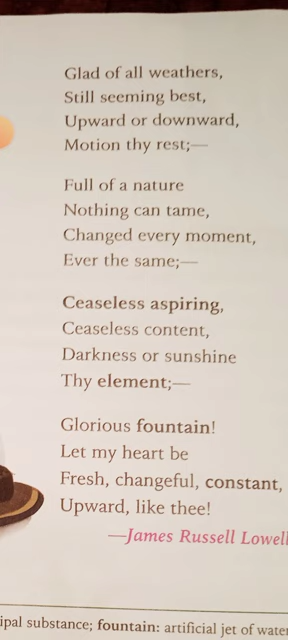 Glad of all weathers,
Still seeming best,
Upward or downward,
Motion thy rest;—
Full of a nature
Nothing can tame,
Changed every moment,
Ever the same;—
Ceaseless aspiring,
Ceaseless content,
Darkness or sunshine
Thy element;—
Glorious fountain!
Let my heart be
Fresh, changeful, constant,
Upward, like thee!
—James Russell Lowell
ipal substance; fountain: artificial jet of water